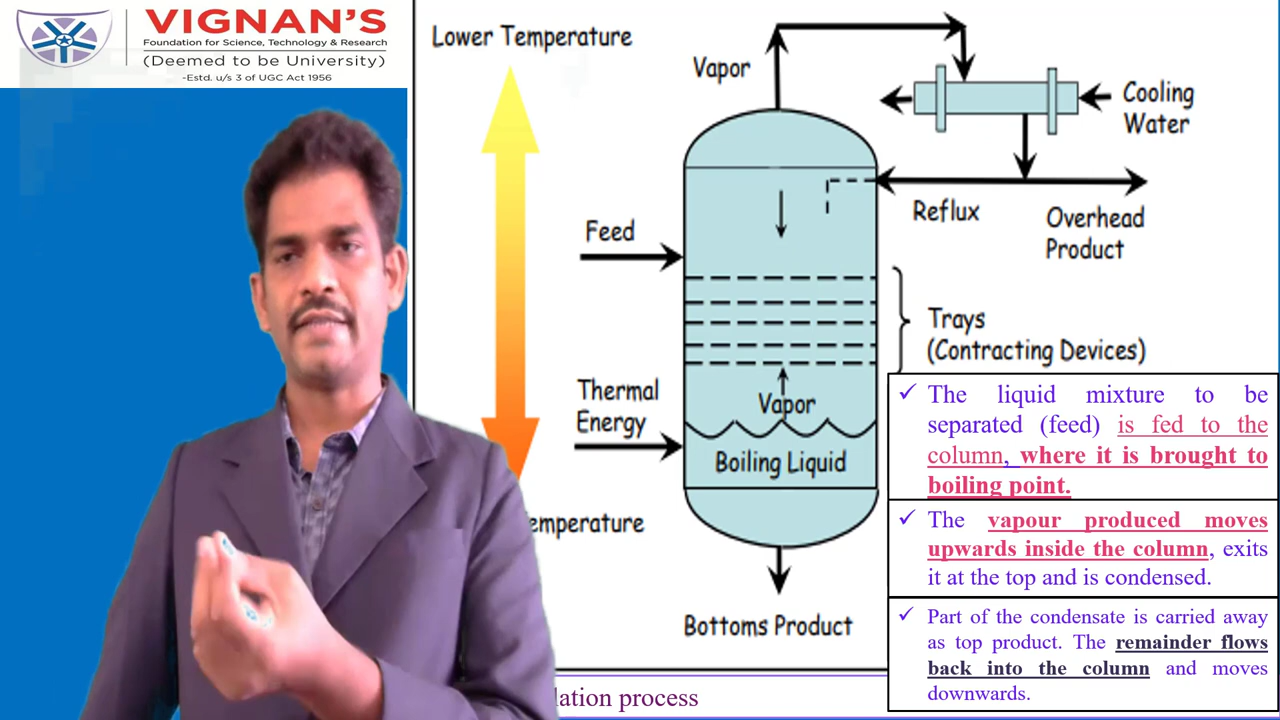 VIGNAN'S
Foundation for Science, Technology & Research
(Deemed to be University)
-Estd. u/s 3 of UGC Act 1956
Lower Temperature
Vapor
Cooling
Water
Feed
Reflux
Overhead
Product
Trays
(Contracting Devices)
Thermal
Energy
Vapor
Boiling Liquid
emperature
Bottoms Product
✓ The liquid mixture to be
separated (feed) is fed to the
column, where it is brought to
boiling point.
✓ The vapour produced moves
upwards inside the column, exits
it at the top and is condensed.
✓ Part of the condensate is carried away
as top product. The remainder flows
back into the column and moves
downwards.
lation process